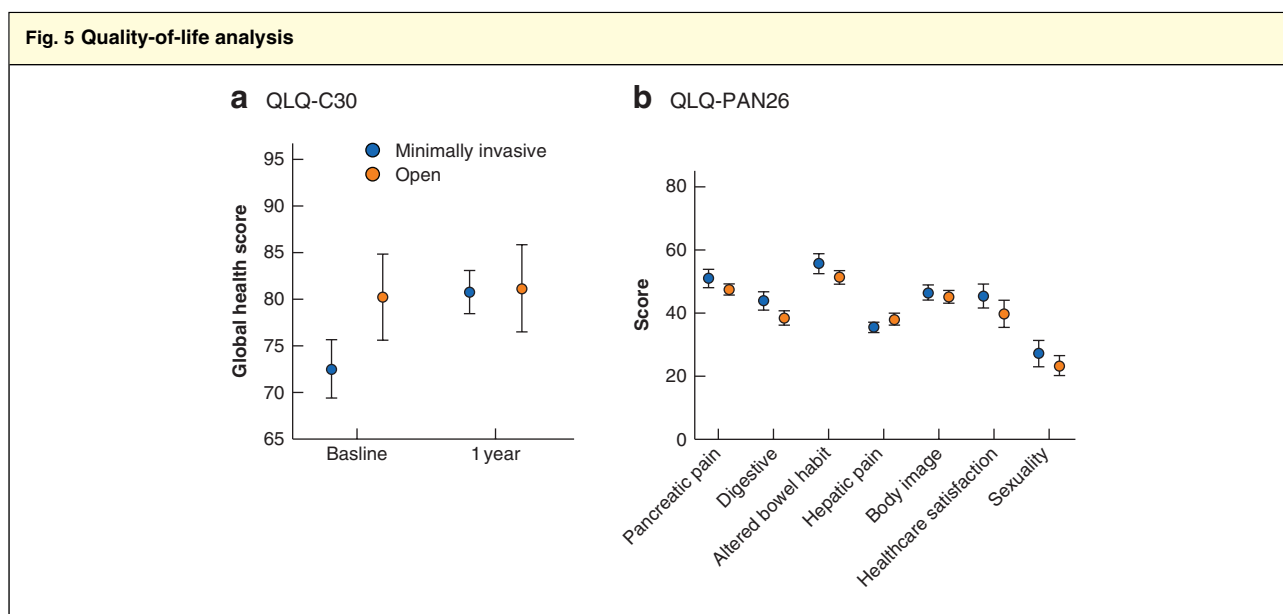 Fig. 5 Quality-of-life analysis
a QLQ-C30
Minimally invasive
Open
Global health score
95
90
85
80
75
70
65
Basline
1 year
b QLQ-PAN26
Score
80
60
40
20
0
Pancreatic pain
Digestive
Altered bowel habit
Hepatic pain
Body image
Healthcare satisfaction
Sexuality